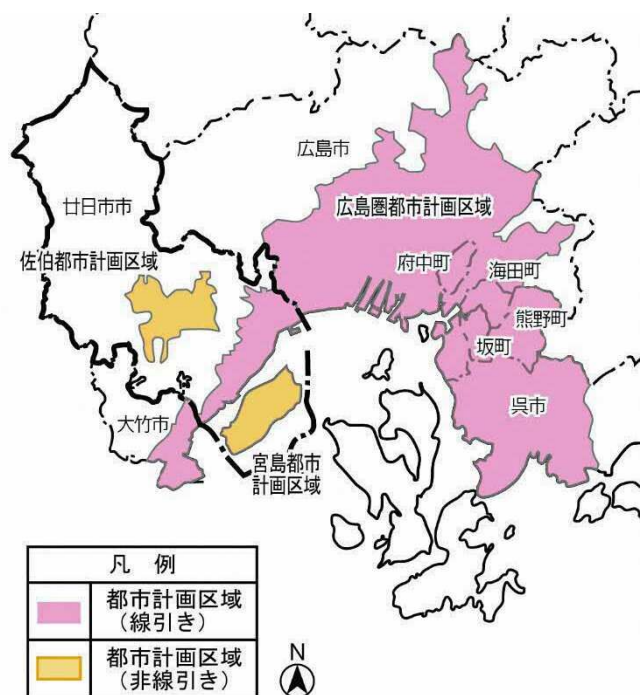 広島市
広島圏都市計画区域
廿日市市
佐伯都市計画区域
府中町
海田町
熊野町
坂町
大竹市
呉市
宮島都市
計画区域
凡 例
都市計画区域
(線引き)
都市計画区域
(非線引き)
N